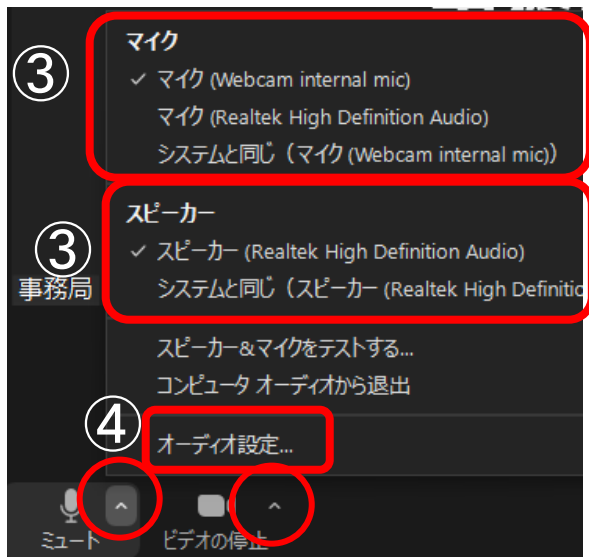 マイク
③
✓ マイク (Webcam internal mic)
マイク (Realtek High Definition Audio)
システムと同じ（マイク (Webcam internal mic))
スピーカー
③
✓ スピーカー (Realtek High Definition Audio)
事務局
システムと同じ（スピーカー (Realtek High Definitio
スピーカー&マイクをテストする...
コンピュータ オーディオから退出
④
オーディオ設定...
ミュート
ビデオの停止